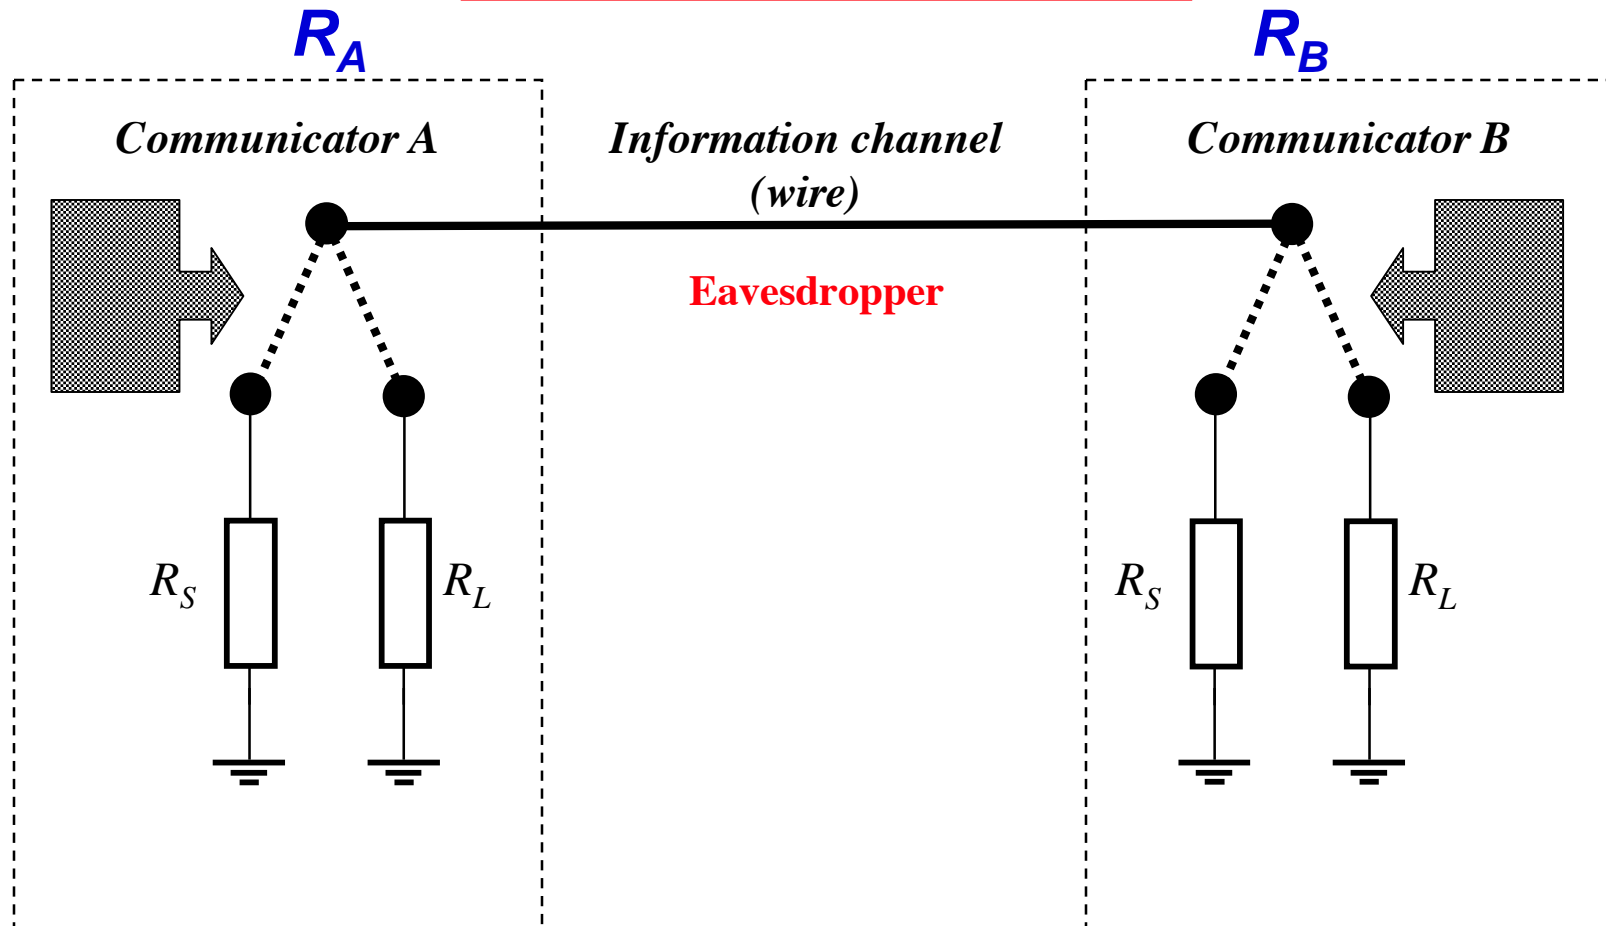 R_A
R_B
Communicator A
Information channel
(wire)
Communicator B
Eavesdropper
R_S
R_L
R_S
R_L